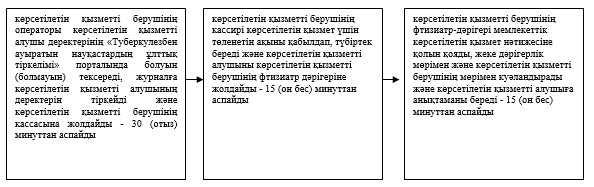 көрсетілетін қызметті берушінің
операторы көрсетілетін қызметті
алушы деректерінің «Туберкулезбен
ауыратын науқастардың ұлттық
тіркелімі» порталында болуын
(болмауын) тексереді, журналға
көрсетілетін қызметті алушының
деректерін тіркейді және
көрсетілетін қызметті берушінің
кассасына жолдайды - 30 (отыз)
минуттан аспайды
көрсетілетін қызметті берушінің
кассирі көрсетілетін қызмет үшін
төленетін ақыны қабылдап, түбіртек
береді және көрсетілетін қызметті
алушыны көрсетілетін қызметті
берушінің фтизиатр дәрігеріне
жолдайды - 15 (он бес) минуттан
аспайды
көрсетілетін қызметті берушінің
фтизиатр-дәрігері мемлекеттік
көрсетілетін қызмет нәтижесіне
қолын қояды, жеке дәрігерлік
мөрімен және көрсетілетін қызметті
берушінің мөрімен куәландырады
және көрсетілетін қызметті алушыға
анықтаманы береді - 15 (он бес)
минуттан аспайды